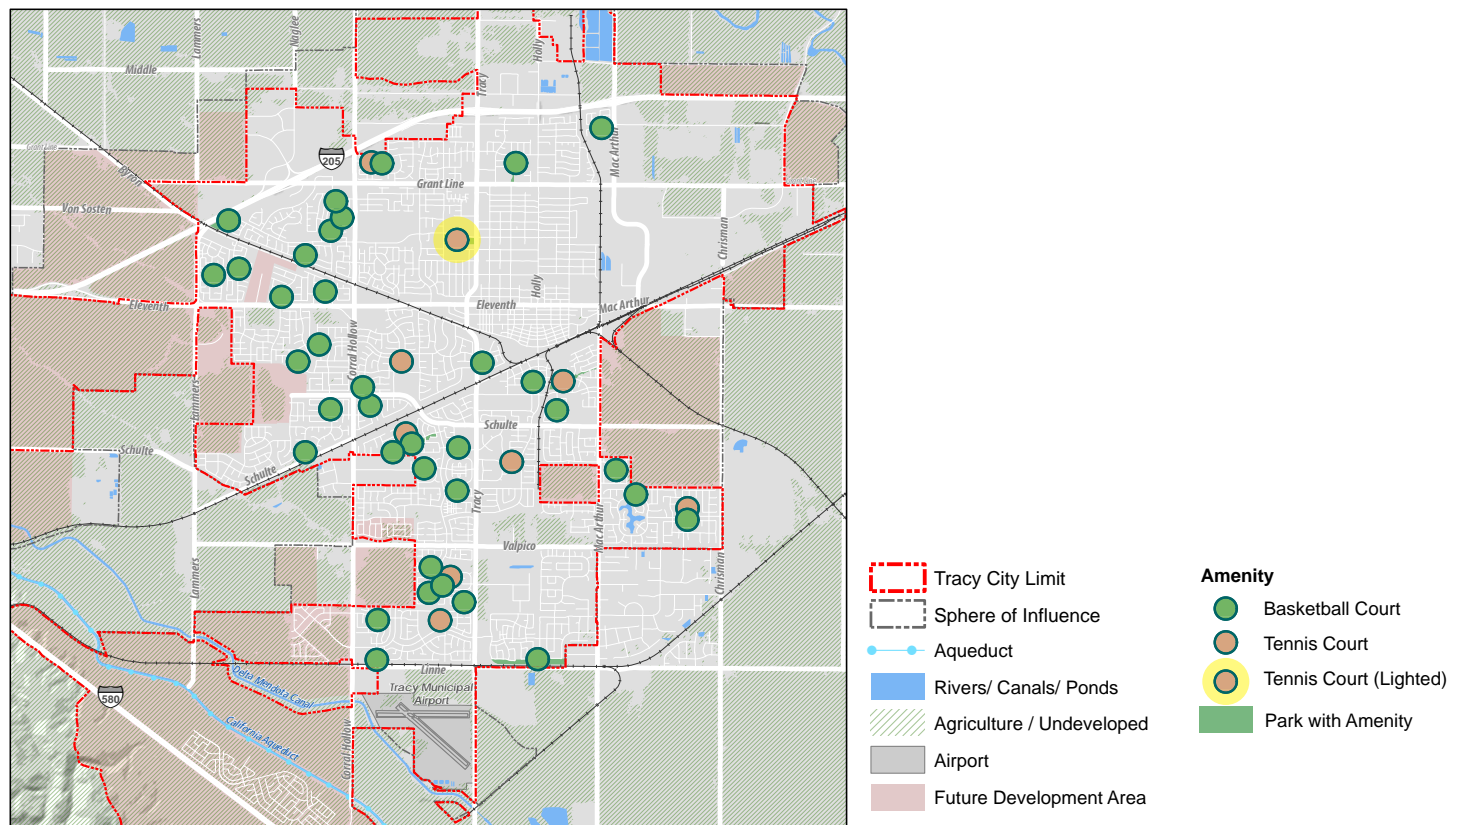 Lammers
Naglee
Holly
Middle
Tracy
Grant Line
205
Mac Arthur
Byron
Grant Line
Von Sosten
Chrisman
Holly
Eleventh
Eleventh
Mac Arthur
Corral Hollow
Lammers
Schulte
Schulte
Schulte
Tracy
Mac Arthur
Valpico
Lammers
Chrisman
Linne
Delta Mendota Canal
Tracy Municipal
Airport
580
California Aqueduct
Corral Hollow
Tracy City Limit
Sphere of Influence
Aqueduct
Rivers/ Canals/ Ponds
Agriculture / Undeveloped
Airport
Future Development Area
Amenity
Basketball Court
Tennis Court
Tennis Court (Lighted)
Park with Amenity